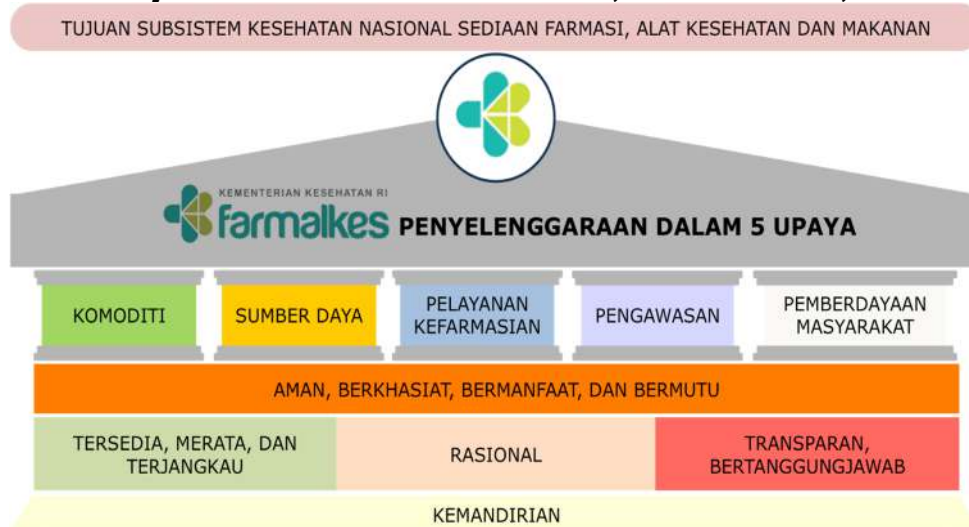 TUJUAN SUBSISTEM KESEHATAN NASIONAL SEDIAAN FARMASI, ALAT KESEHATAN DAN MAKANAN
KEMENTERIAN KESEHATAN RI
farmalkes PENYELENGGARAAN DALAM 5 UPAYA
KOMODITI
SUMBER DAYA
PELAYANAN
KEFARMASIAN
PENGAWASAN
PEMBERDAYAAN
MASYARAKAT
AMAN, BERKHASIAT, BERMANFAAT, DAN BERMUTU
TERSEDIA, MERATA, DAN
TERJANGKAU
RASIONAL
TRANSPARAN,
BERTANGGUNGJAWAB
KEMANDIRIAN